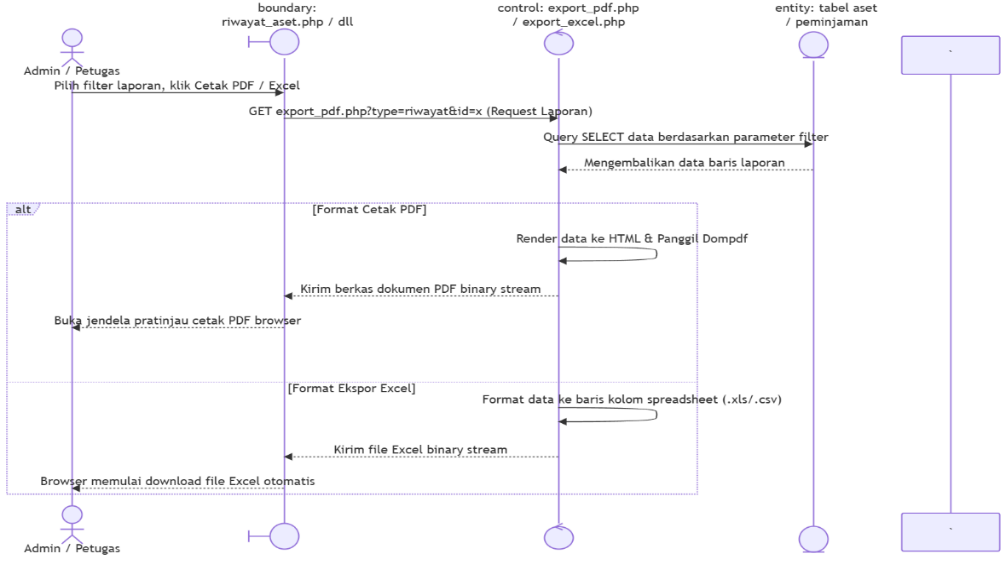 boundary:
riwayat_aset.php / dll
control: export_pdf.php
/ export_excel.php
entity: tabel aset
/ peminjaman
`
Admin / Petugas
Pilih filter laporan, klik Cetak PDF / Excel
GET export_pdf.php?type=riwayat&id=x (Request Laporan)
Query SELECT data berdasarkan parameter filter
Mengembalikan data baris laporan
alt
[Format Cetak PDF]
Render data ke HTML & Panggil Dompdf
Kirim berkas dokumen PDF binary stream
Buka jendela pratinjau cetak PDF browser
[Format Ekspor Excel]
Format data ke baris kolom spreadsheet (.xls/.csv)
Kirim file Excel binary stream
Browser memulai download file Excel otomatis
Admin / Petugas
`